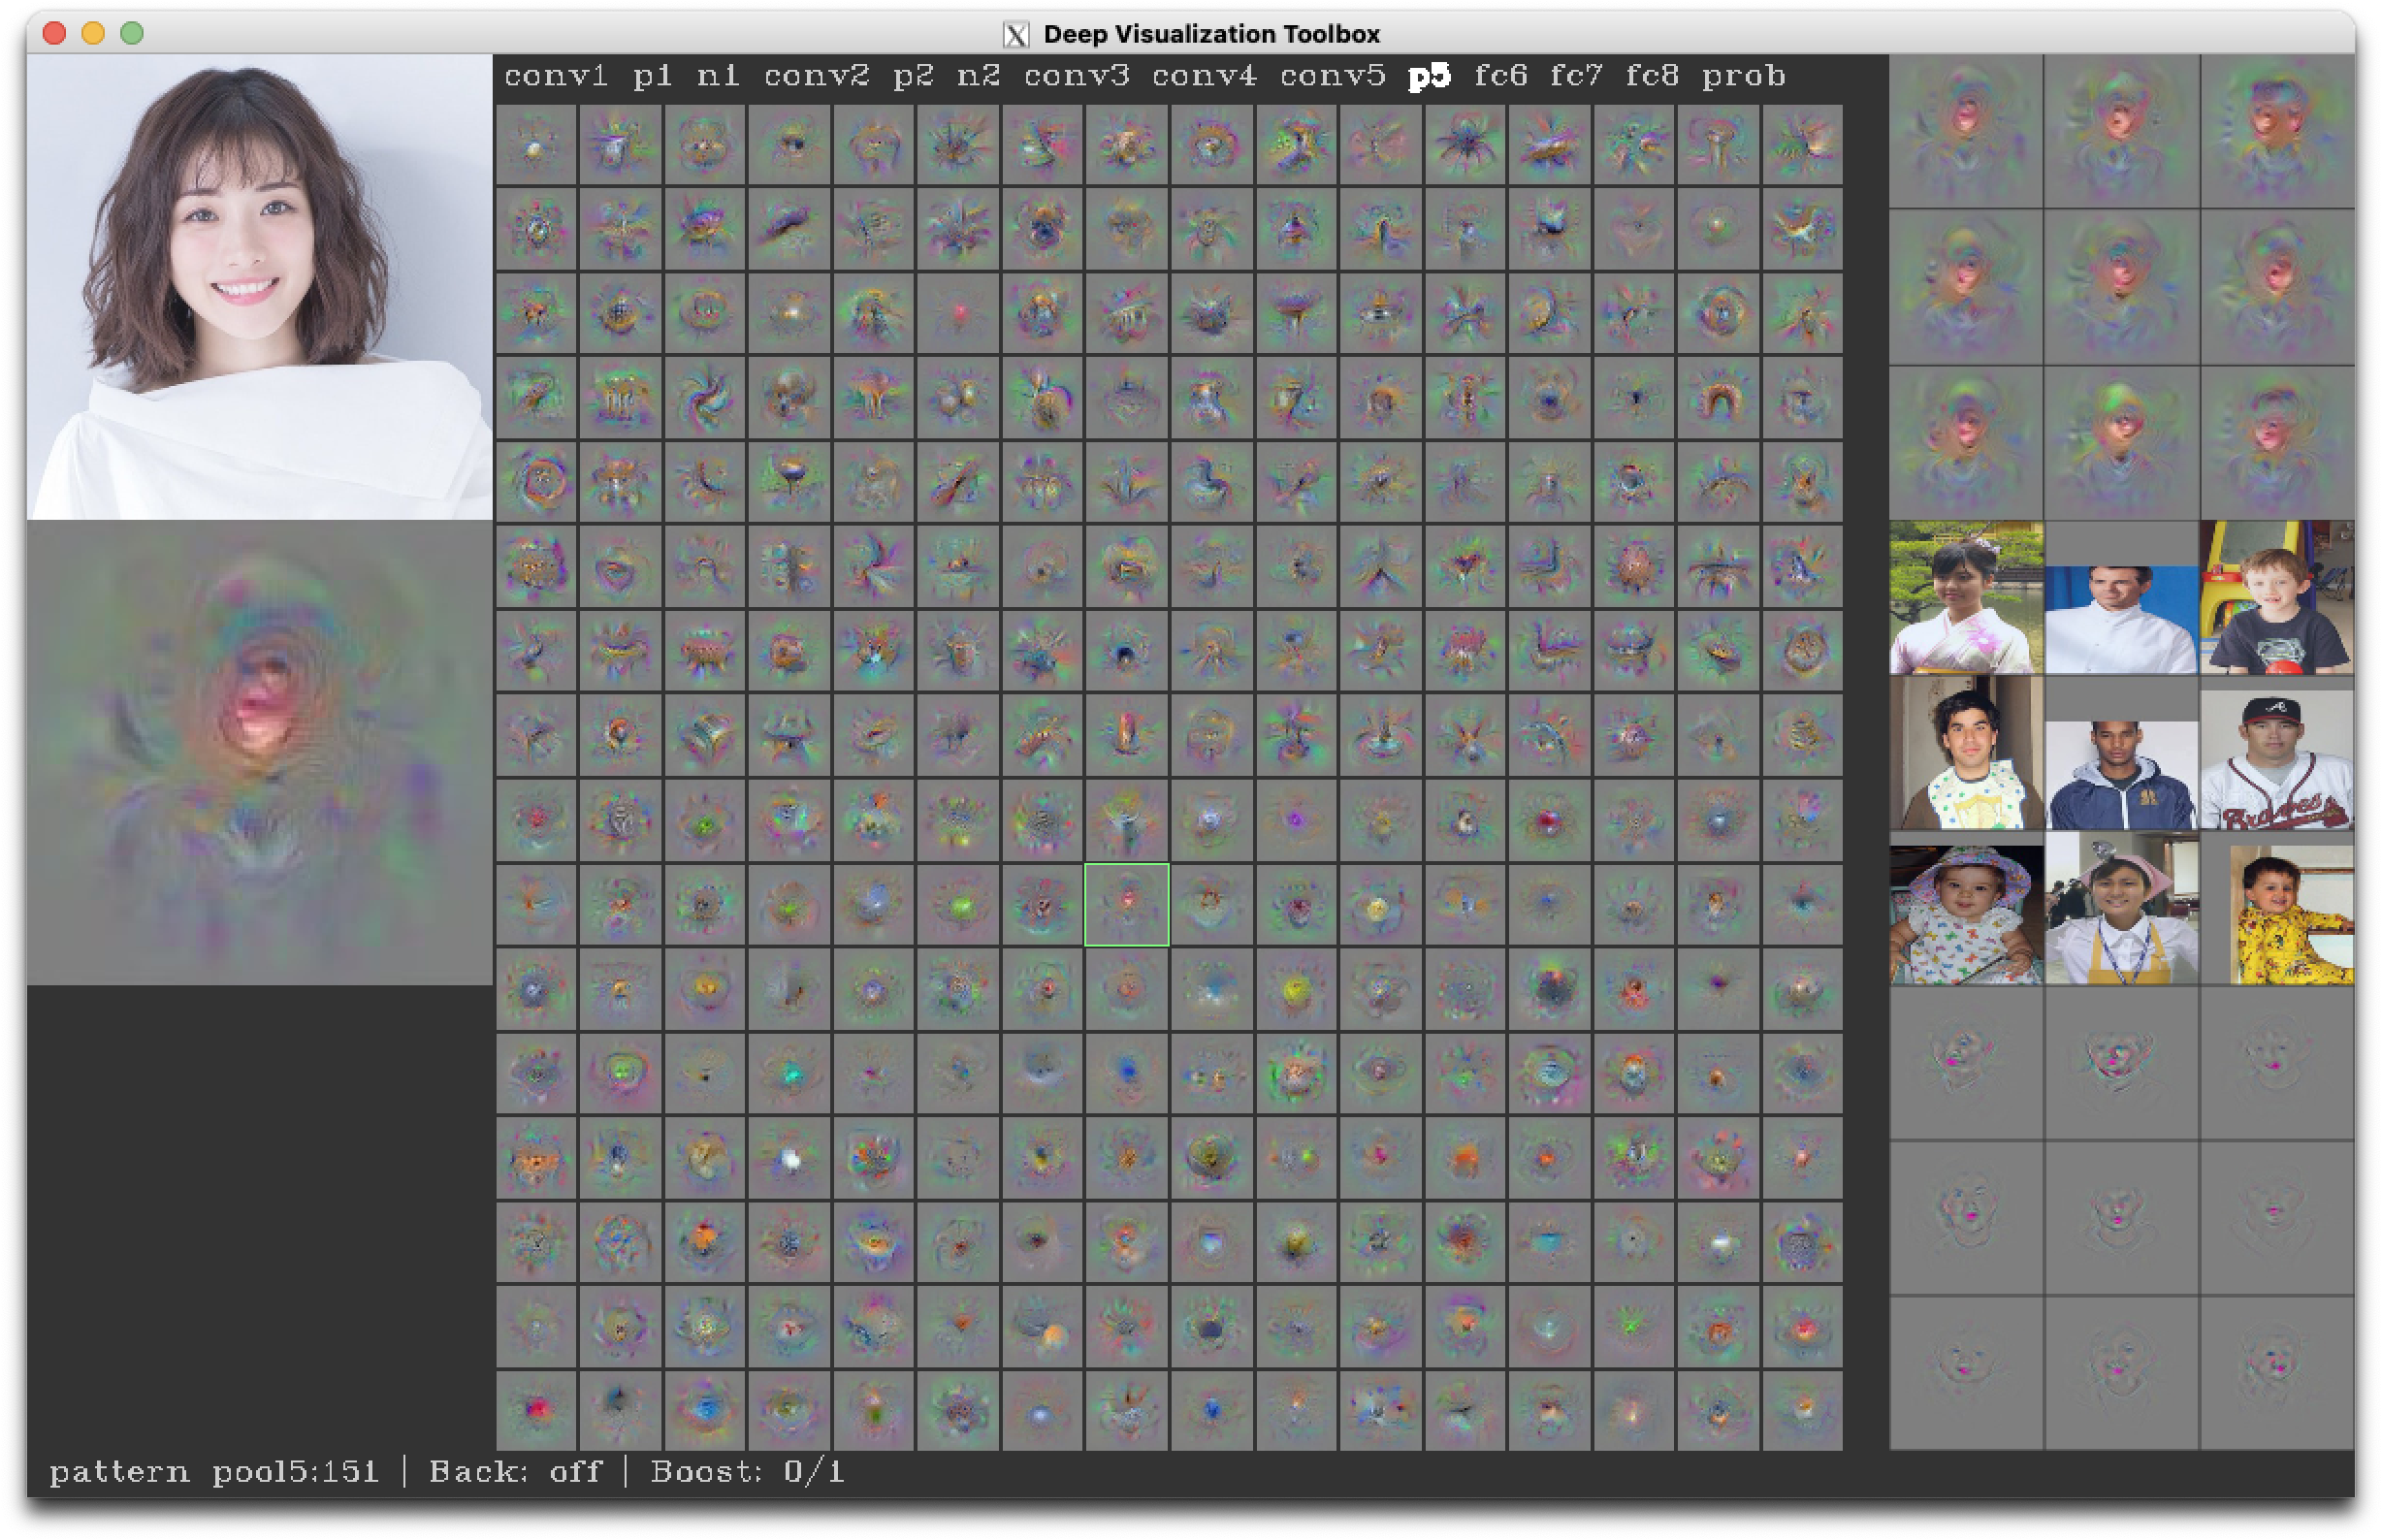 Deep Visualization Toolbox
conv1 p1 n1 conv2 p2 n2 conv3 conv4 conv5 p5 fc6 fc7 fc8 prob
A
Braves
pattern pool5:151 | Back: off | Boost: 0/1